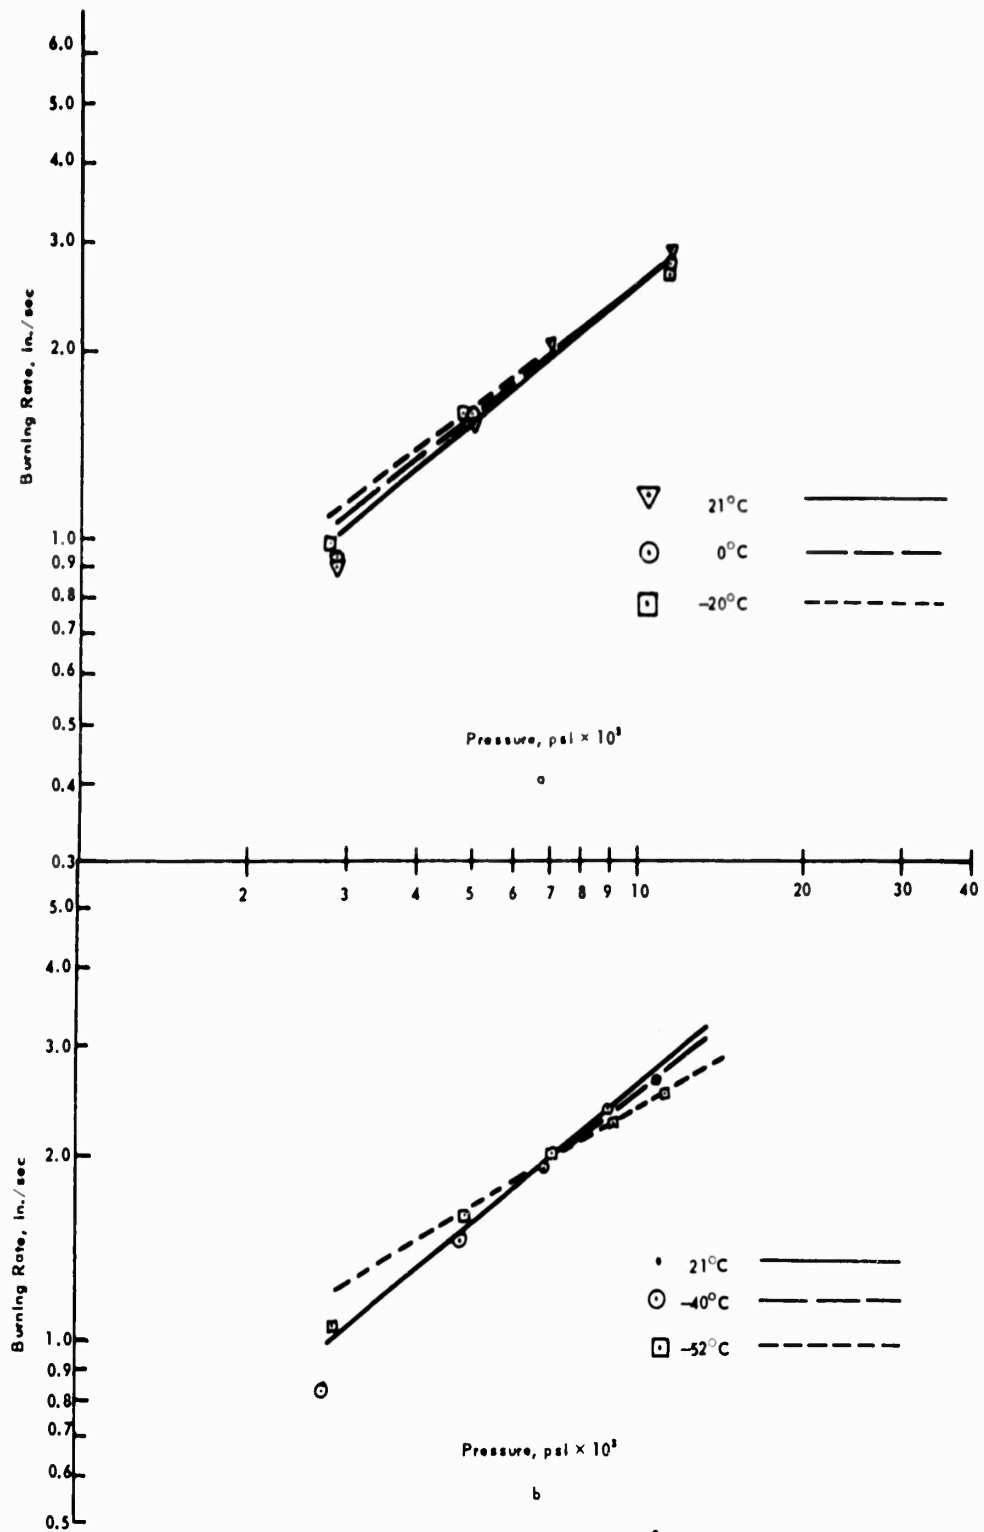 6.0
5.0
4.0
3.0
2.0
1.0
0.9
0.8
0.7
0.6
0.5
0.4
0.3
Burning Rate, in./sec
21°C
0°C
-20°C
Pressure, psi × 10³
a
2 3 4 5 6 7 8 9 10 20 30 40
5.0
4.0
3.0
2.0
1.0
0.9
0.8
0.7
0.6
0.5
Burning Rate, in./sec
21°C
-40°C
-52°C
Pressure, psi × 10³
b